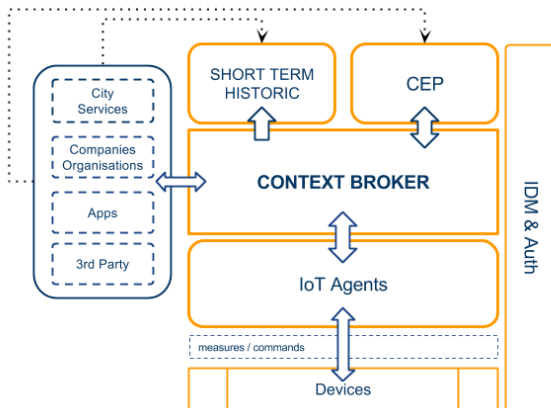 SHORT TERM
HISTORIC
CEP
City
Services
Companies
Organisations
Apps
3rd Party
CONTEXT BROKER
IoT Agents
measures / commands
Devices
IDM & Auth